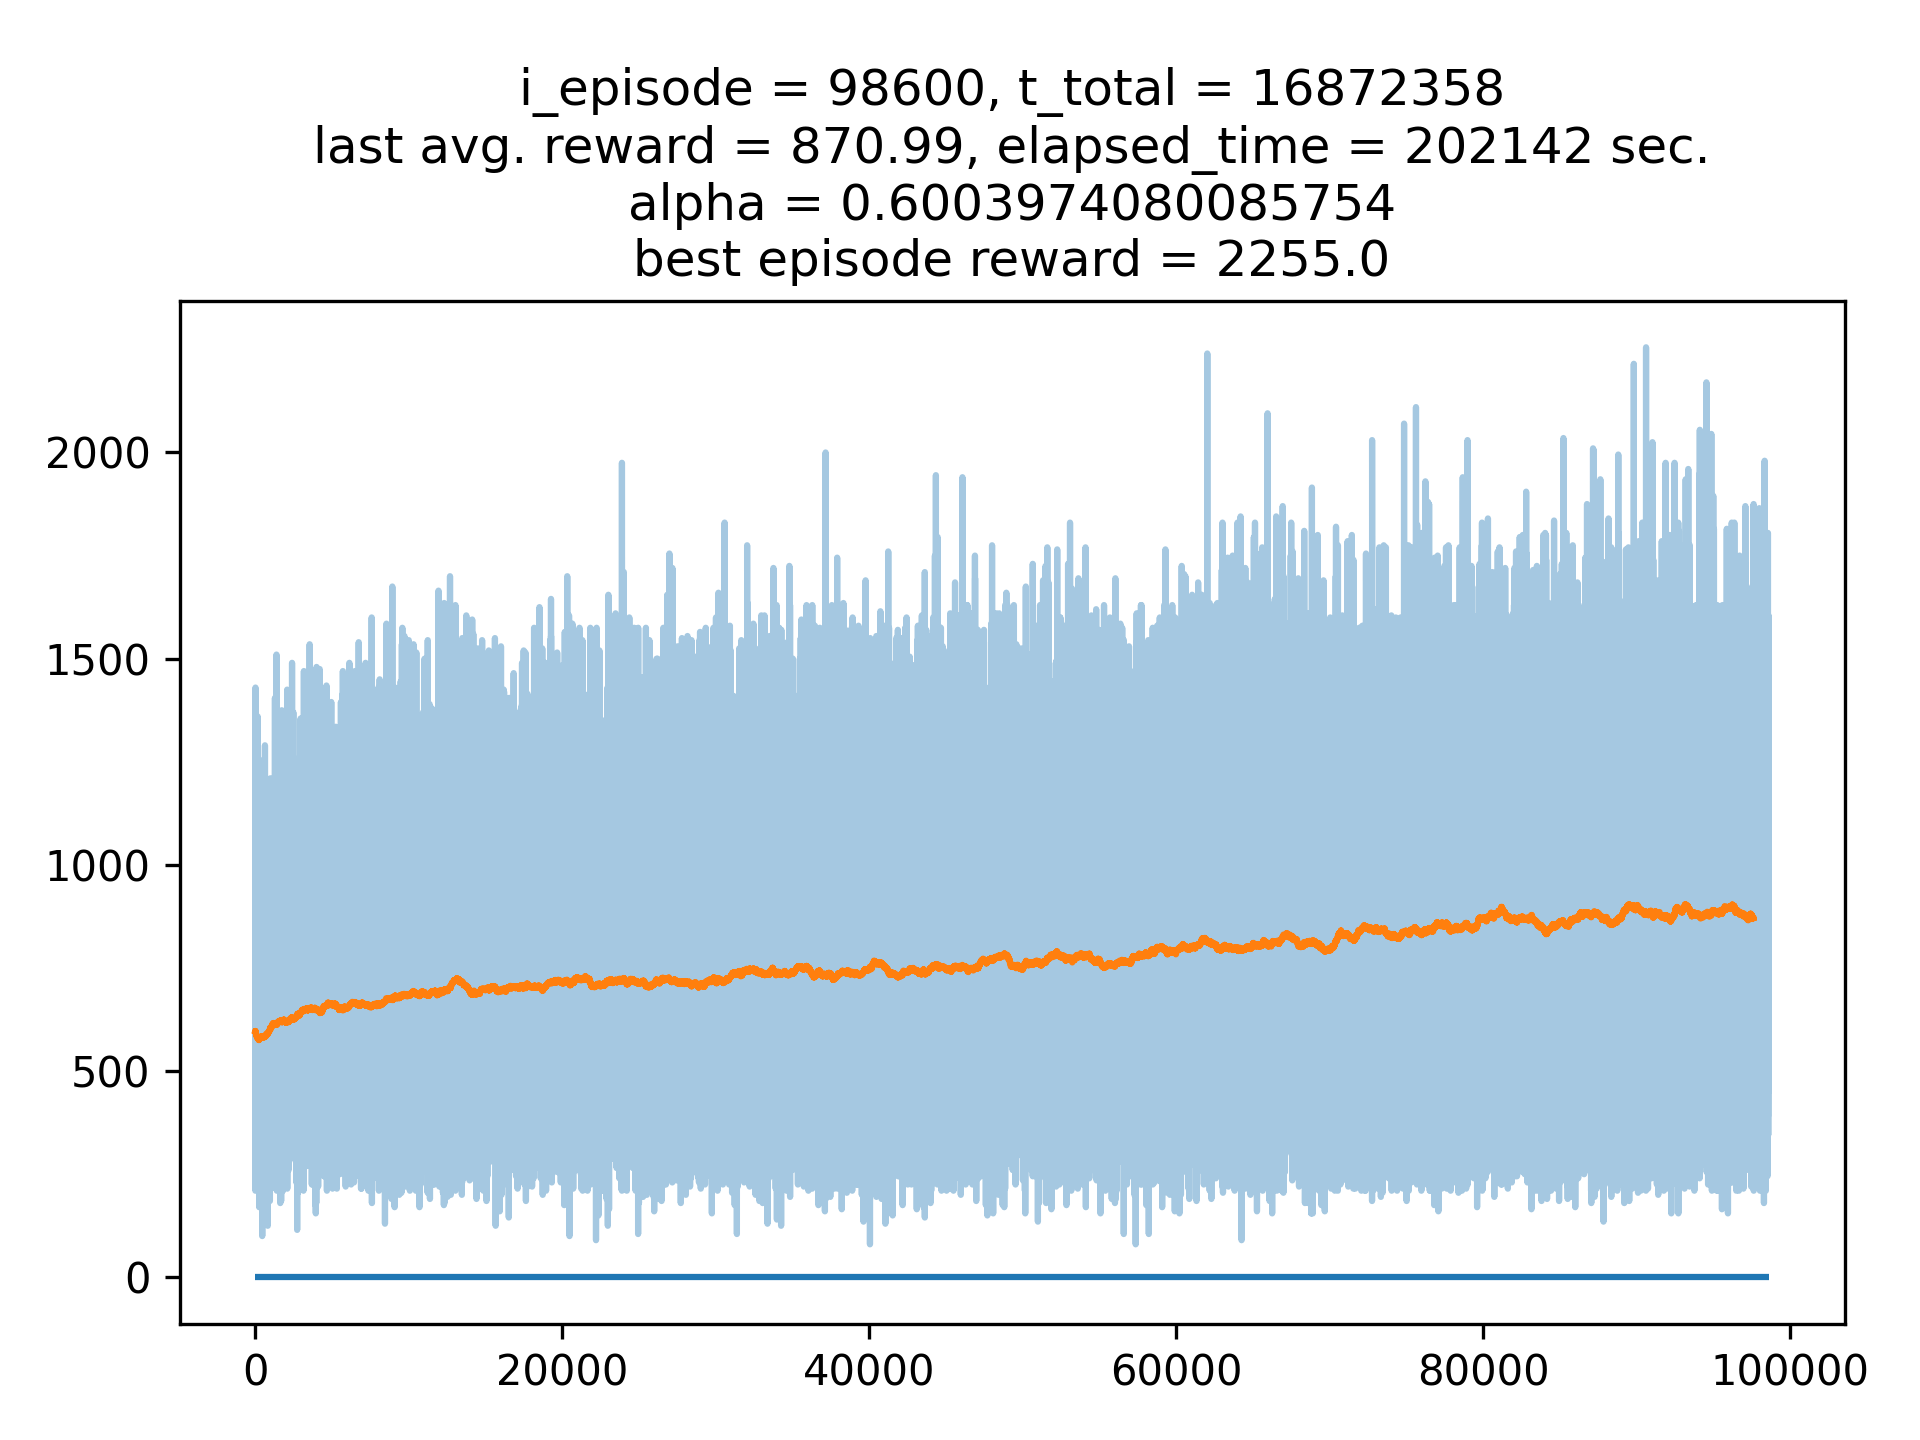 i_episode = 98600, t_total = 16872358
last avg. reward = 870.99, elapsed_time = 202142 sec.
alpha = 0.6003974080085754
best episode reward = 2255.0
2000
1500
1000
500
0
0 20000 40000 60000 80000 100000